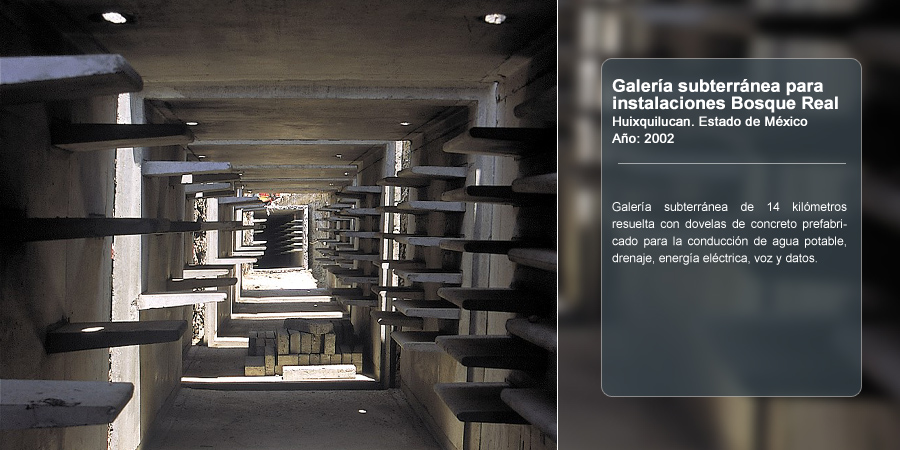 Galería subterránea para
instalaciones Bosque Real
Huixquilucan. Estado de México
Año: 2002
Galería subterránea de 14 kilómetros
resuelta con dovelas de concreto prefabri-
cado para la conducción de agua potable,
drenaje, energía eléctrica, voz y datos.